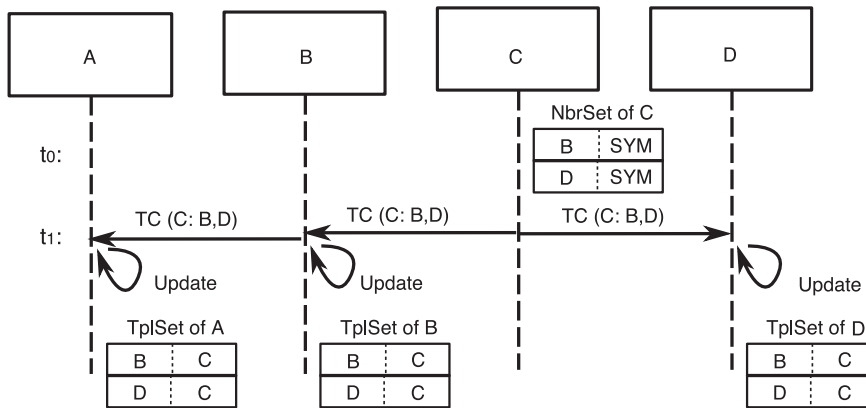 A B C D
NbrSet of C
t0: B SYM
D SYM
t1: TC (C: B,D) TC (C: B,D) TC (C: B,D)
Update Update Update
TplSet of A TplSet of B TplSet of D
B C B C B C
D C D C D C